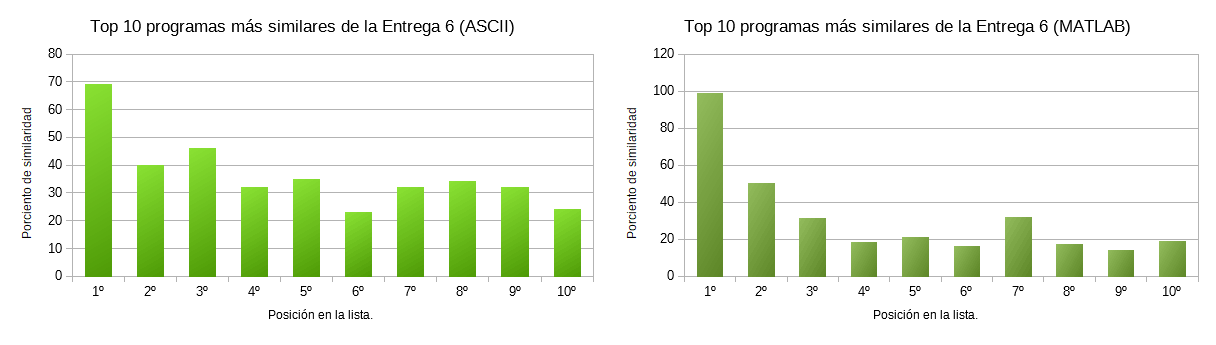 Top 10 programas más similares de la Entrega 6 (ASCII)
Porciento de similaridad
80
70
60
50
40
30
20
10
0
1º 2º 3º 4º 5º 6º 7º 8º 9º 10º
Posición en la lista.
Top 10 programas más similares de la Entrega 6 (MATLAB)
Porciento de similaridad
120
100
80
60
40
20
0
1º 2º 3º 4º 5º 6º 7º 8º 9º 10º
Posición en la lista.